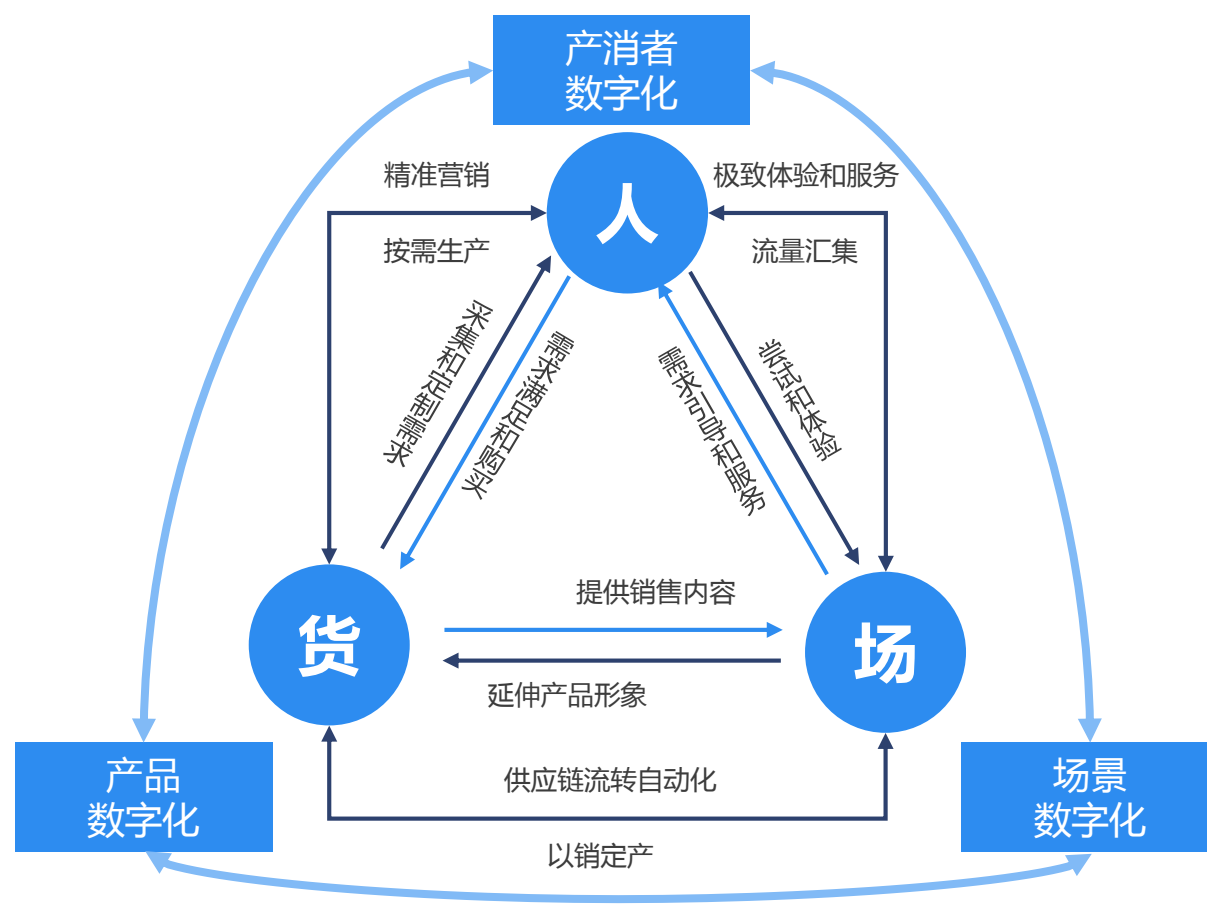 产消者
数字化
人
精准营销
极致体验和服务
按需生产
流量汇集
采集和定制需求
需求满足和购买
需求引导和服务
尝试和体验
提供销售内容
货
场
延伸产品形象
产品
数字化
供应链流转自动化
场景
数字化
以销定产